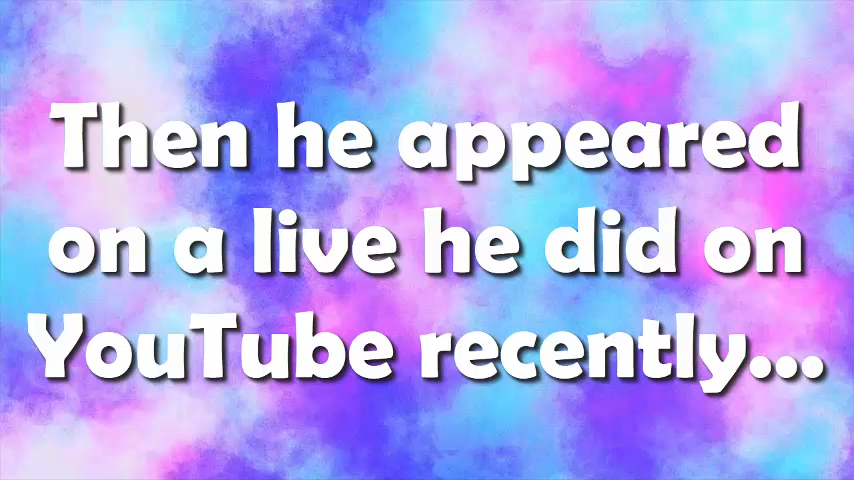 Then he appeared
on a live he did on
YouTube recently...